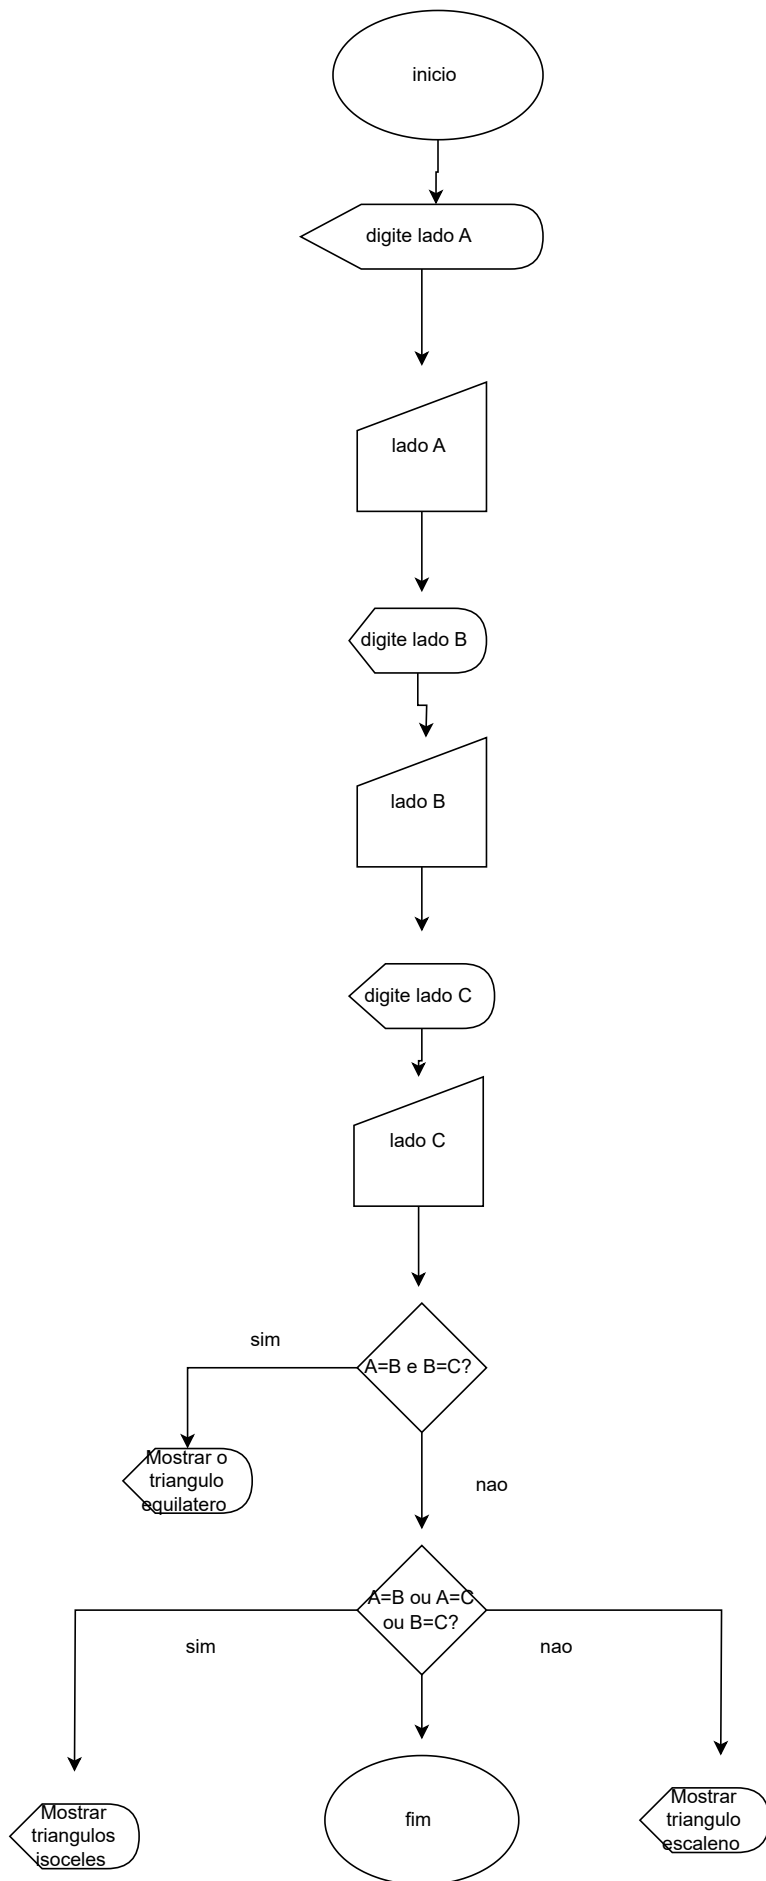 inicio
digite lado A
lado A
digite lado B
lado B
digite lado C
lado C
sim
A=B e B=C?
Mostrar o
triangulo
equilatero
nao
A=B ou A=C
ou B=C?
sim
nao
Mostrar
triangulos
isoceles
fim
Mostrar
triangulo
escaleno